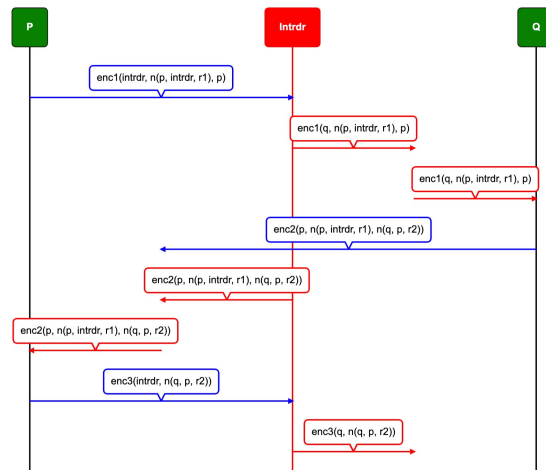 P Intrdr Q
enc1(intrdr, n(p, intrdr, r1), p)
enc1(q, n(p, intrdr, r1), p)
enc1(q, n(p, intrdr, r1), p)
enc2(p, n(p, intrdr, r1), n(q, p, r2))
enc2(p, n(p, intrdr, r1), n(q, p, r2))
enc2(p, n(p, intrdr, r1), n(q, p, r2))
enc3(intrdr, n(q, p, r2))
enc3(q, n(q, p, r2))